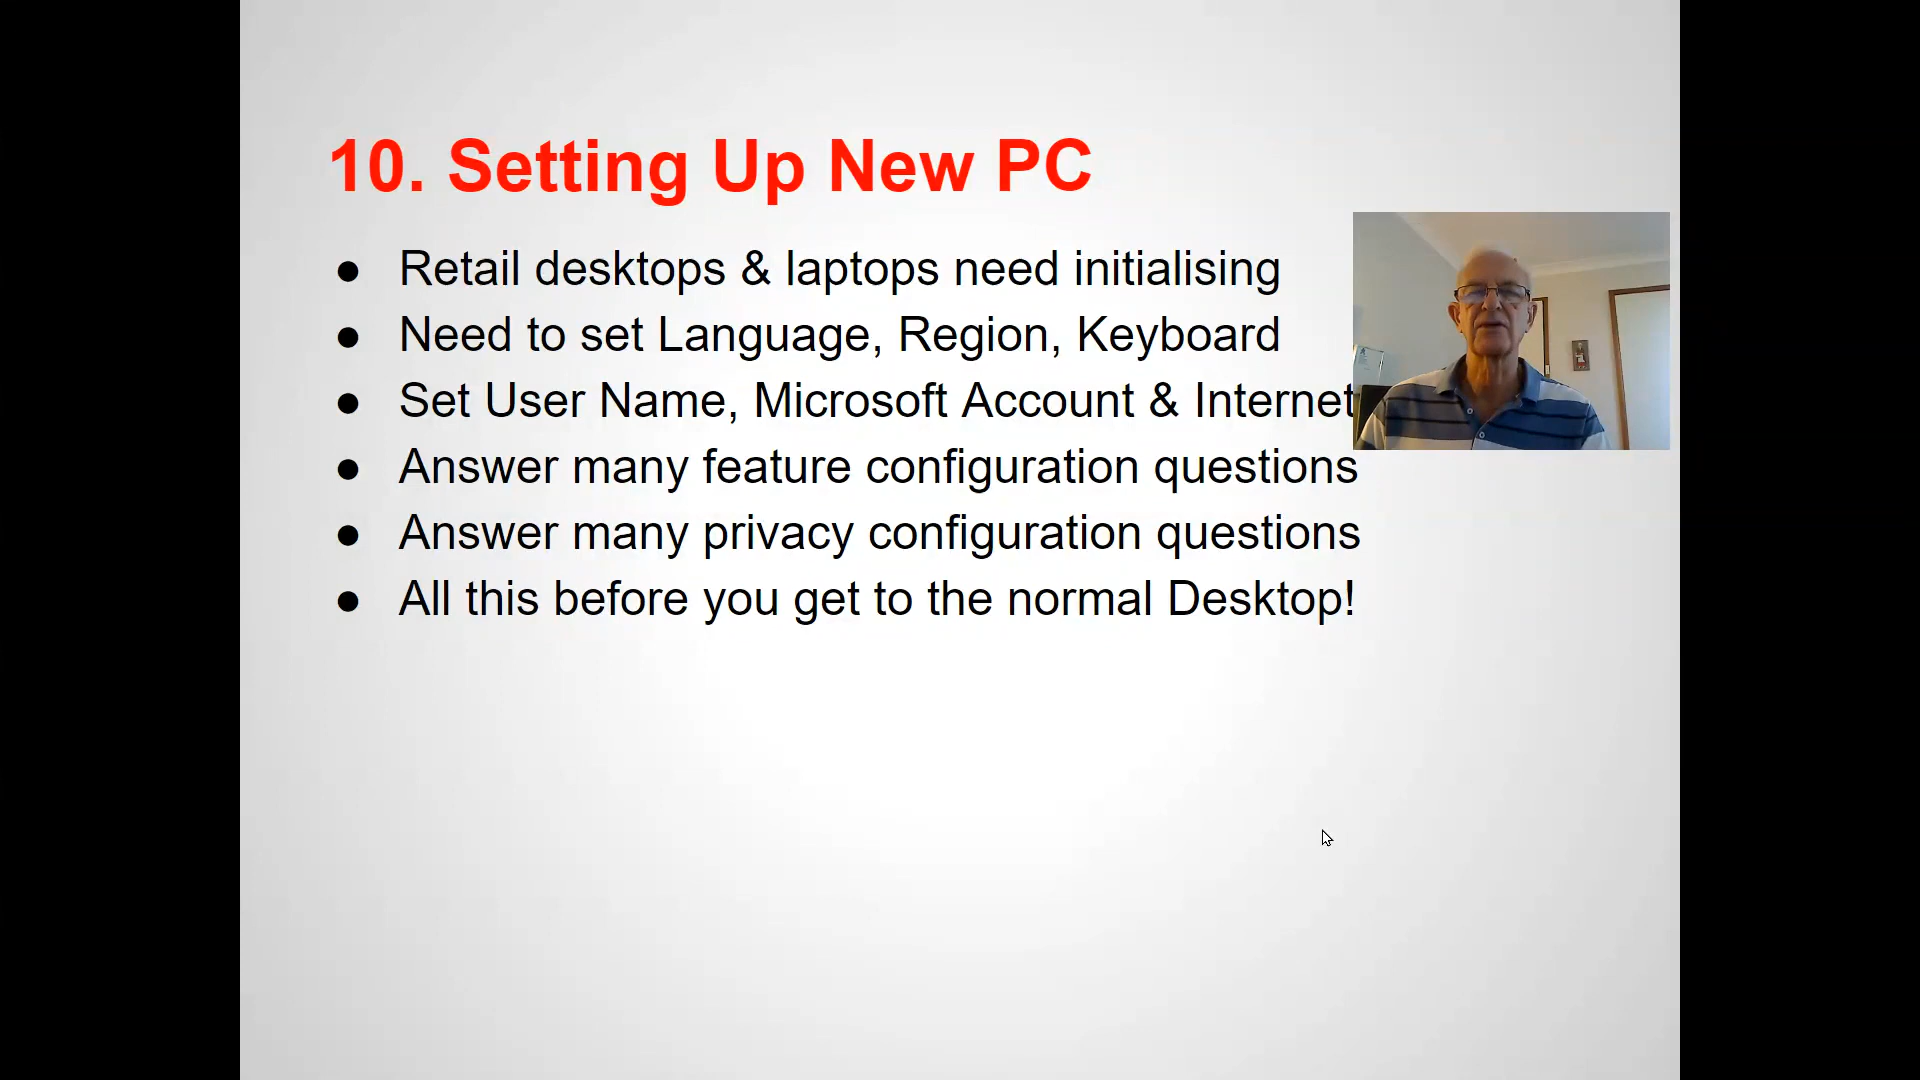 10. Setting Up New PC
● Retail desktops & laptops need initialising
● Need to set Language, Region, Keyboard
● Set User Name, Microsoft Account & Internet
● Answer many feature configuration questions
● Answer many privacy configuration questions
● All this before you get to the normal Desktop!